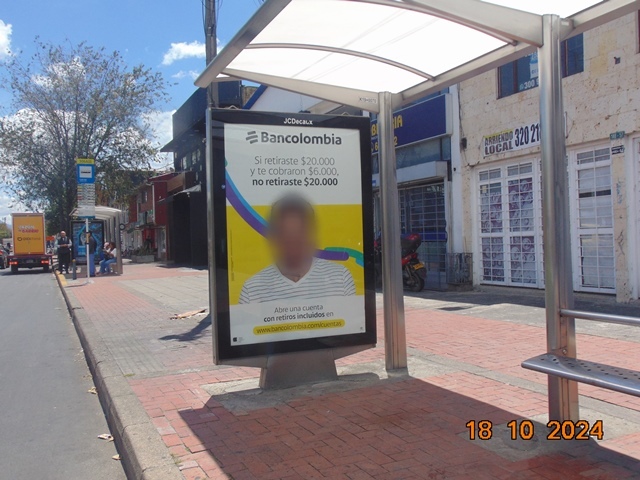 JCDecaux
Bancolombia
Si retiraste $20.000
y te cobraron $6.000,
no retiraste $20.000
Abre una cuenta
con retiros incluidos en
www.bancolombia.com/cuentas
ARRIENDO
LOCAL 320 21
18 10 2024